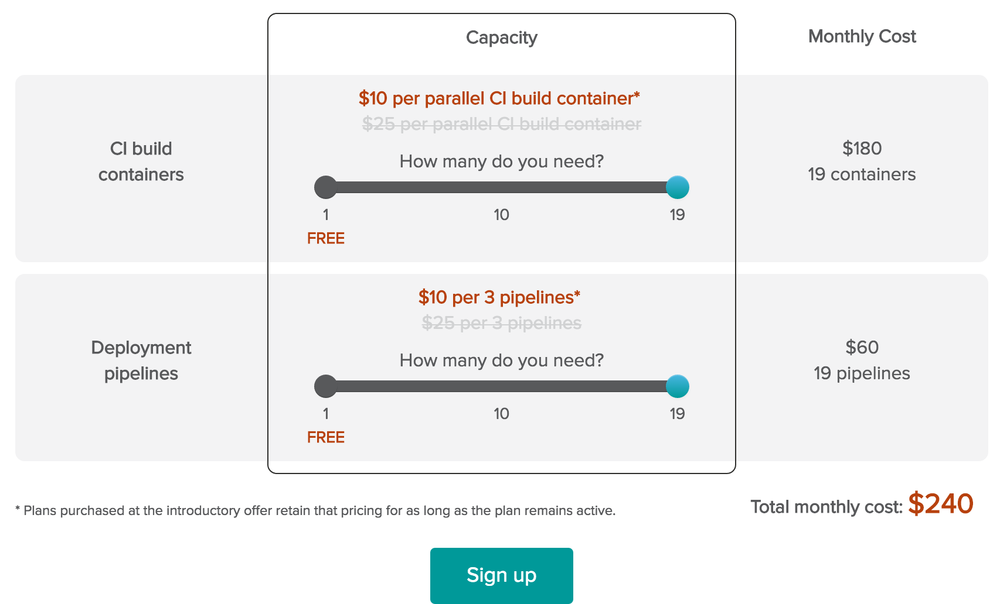 Capacity
Monthly Cost
CI build
containers
$10 per parallel CI build container*
$25 per parallel CI build container
How many do you need?
1
10
19
FREE
$180
19 containers
Deployment
pipelines
$10 per 3 pipelines*
$25 per 3 pipelines
How many do you need?
1
10
19
FREE
$60
19 pipelines
* Plans purchased at the introductory offer retain that pricing for as long as the plan remains active.
Total monthly cost: $240
Sign up